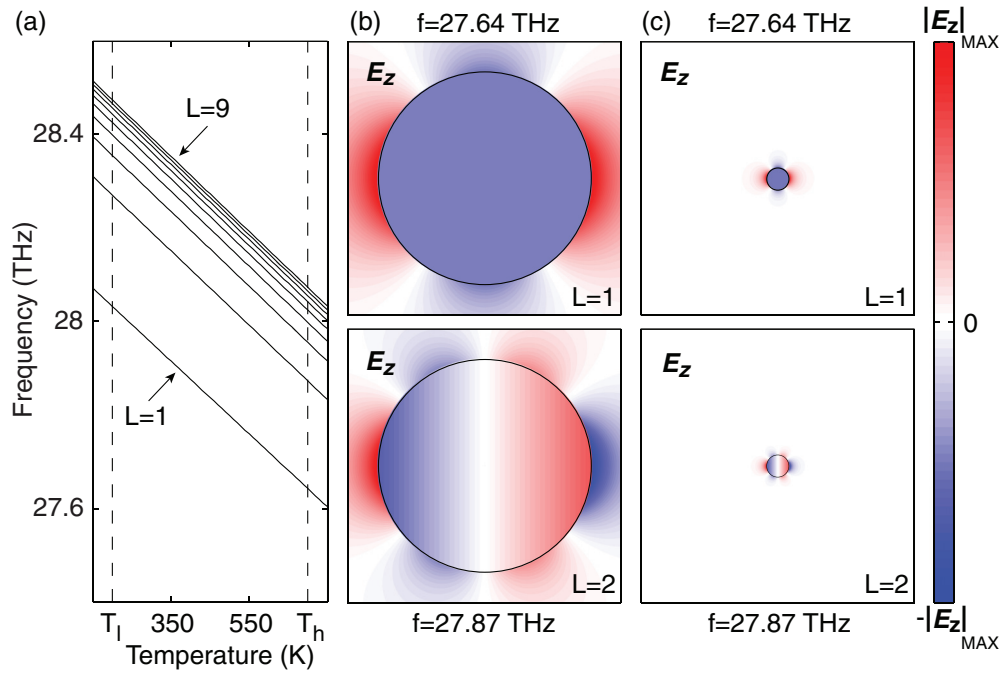 (a)
28.4
28
27.6
Frequency (THz)
L=9
L=1
Tl 350 550 Th
Temperature (K)
(b)
f=27.64 THz
Ez
L=1
Ez
L=2
f=27.87 THz
(c)
f=27.64 THz
Ez
L=1
Ez
L=2
f=27.87 THz
|Ez|MAX
0
-|Ez|MAX